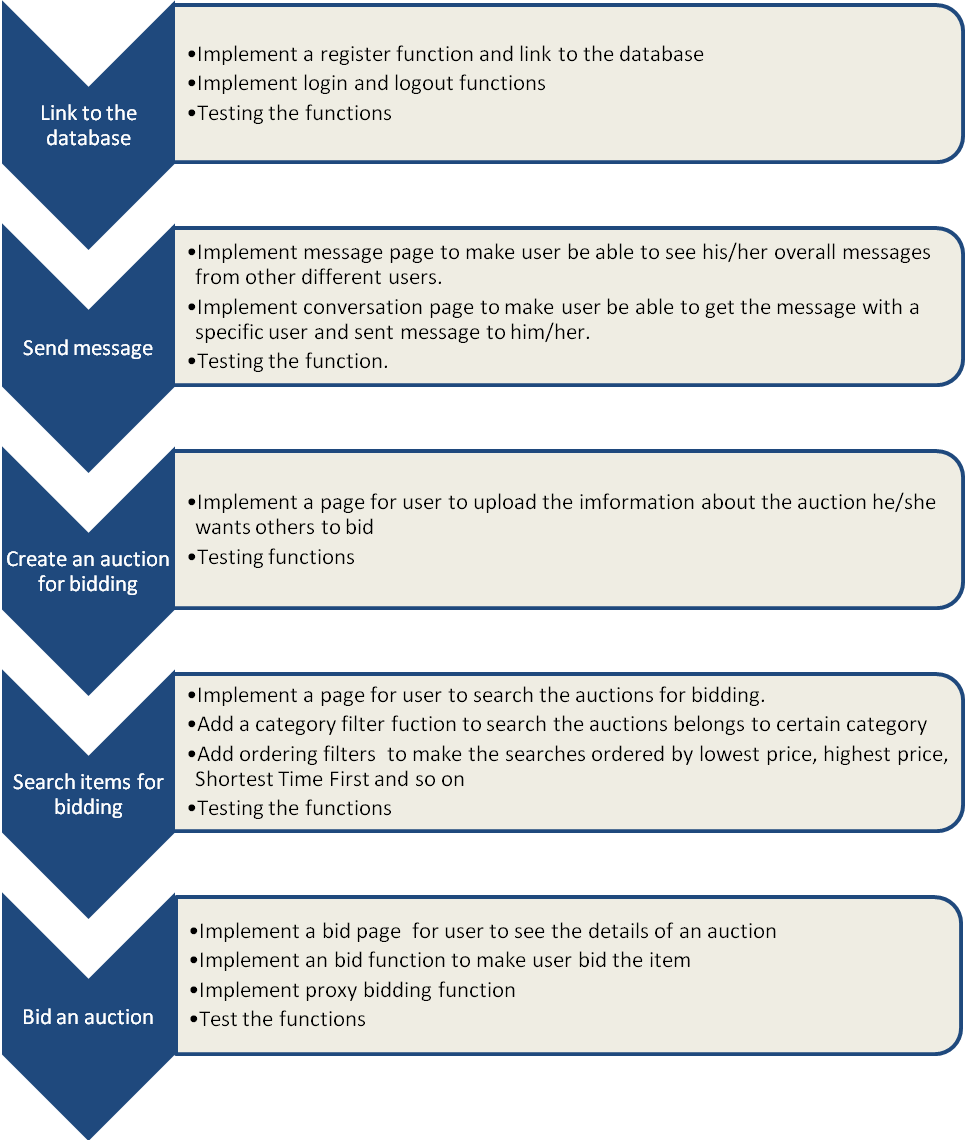 Link to the
database
•Implement a register function and link to the database
•Implement login and logout functions
•Testing the functions
Send message
•Implement message page to make user be able to see his/her overall messages
from other different users.
•Implement conversation page to make user be able to get the message with a
specific user and sent message to him/her.
•Testing the function.
Create an auction
for bidding
•Implement a page for user to upload the imformation about the auction he/she
wants others to bid
•Testing functions
Search items for
bidding
•Implement a page for user to search the auctions for bidding.
•Add a category filter fuction to search the auctions belongs to certain category
•Add ordering filters  to make the searches ordered by lowest price, highest price,
Shortest Time First and so on
•Testing the functions
Bid an auction
•Implement a bid page  for user to see the details of an auction
•Implement an bid function to make user bid the item
•Implement proxy bidding function
•Test the functions